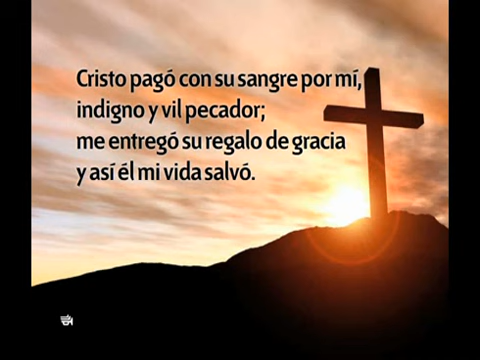 Cristo pagó con su sangre por mí,
indigno y vil pecador;
me entregó su regalo de gracia
y así él mi vida salvó.